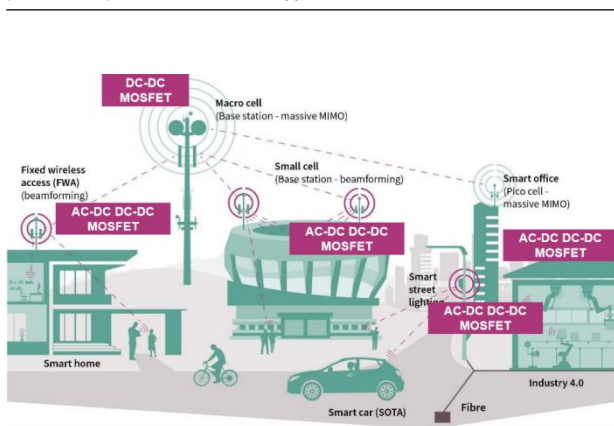 DC-DC
MOSFET
Macro cell
(Base station - massive MIMO)
Fixed wireless
access (FWA)
(beamforming)
Small cell
(Base station - beamforming)
Smart office
(Pico cell -
massive MIMO)
AC-DC DC-DC
MOSFET
AC-DC DC-DC
MOSFET
AC-DC DC-DC
MOSFET
Smart
street
lighting
AC-DC DC-DC
MOSFET
Smart home
Smart car (SOTA)
Fibre
Industry 4.0